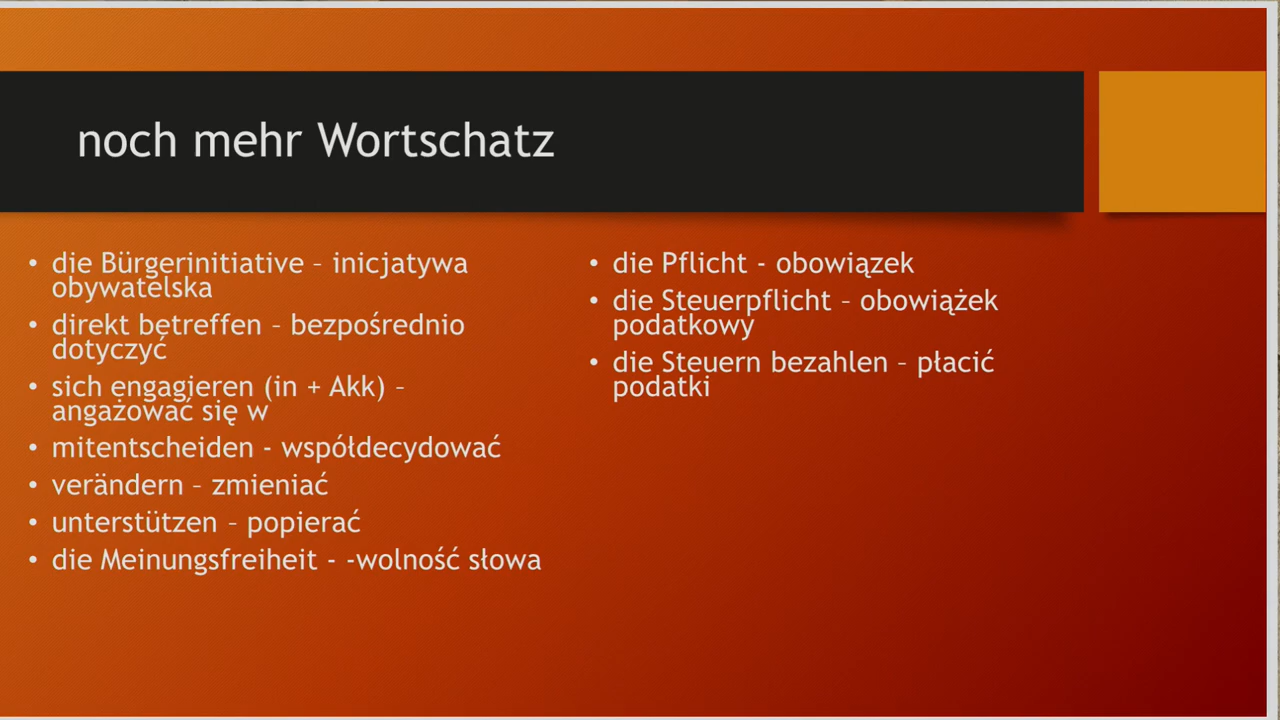 noch mehr Wortschatz
• die Bürgerinitiative – inicjatywa
obywatelska
• direkt betreffen – bezpośrednio
dotyczyć
• sich engagieren (in + Akk) –
angażować się w
• mitentscheiden - współdecydować
• verändern – zmieniać
• unterstützen – popierać
• die Meinungsfreiheit - -wolność słowa
• die Pflicht - obowiązek
• die Steuerpflicht – obowiążek
podatkowy
• die Steuern bezahlen – płacić
podatki